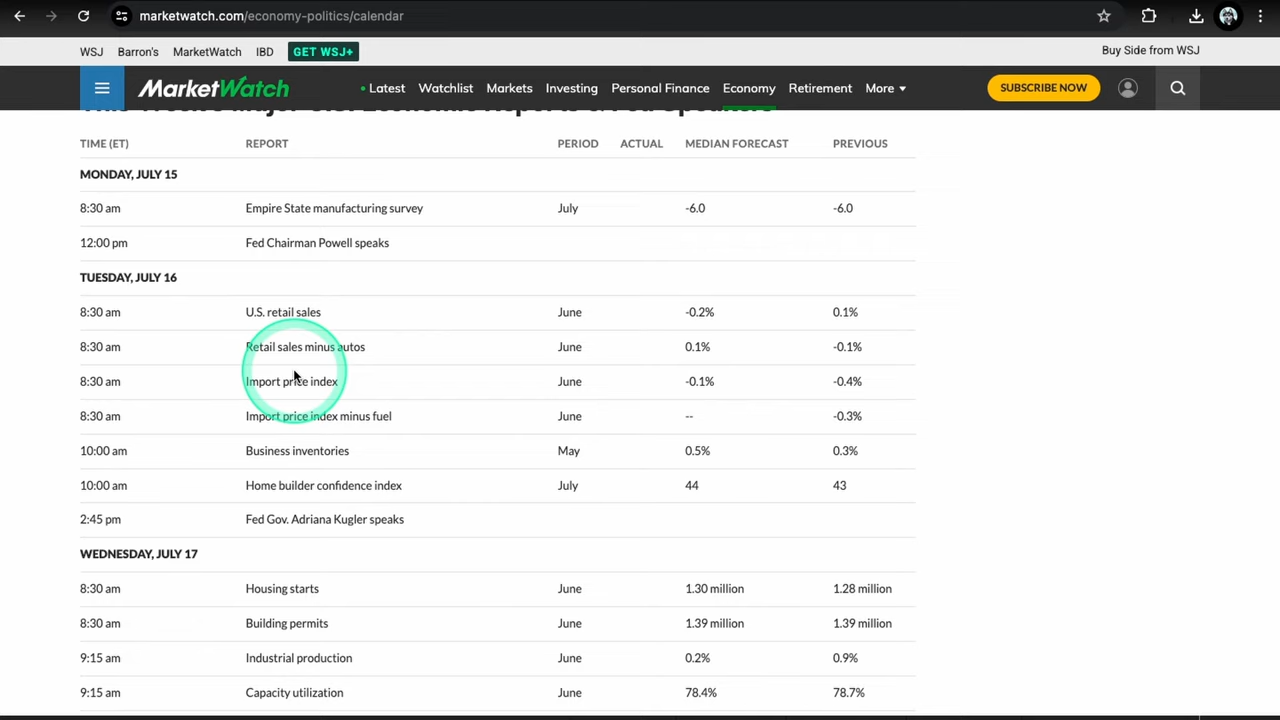 marketwatch.com/economy-politics/calendar
WSJ Barron's MarketWatch IBD GET WSJ+ Buy Side from WSJ
MarketWatch Latest Watchlist Markets Investing Personal Finance Economy Retirement More SUBSCRIBE NOW
This Week's Major U.S. Economic Reports & Fed Speakers
TIME (ET) REPORT PERIOD ACTUAL MEDIAN FORECAST PREVIOUS
MONDAY, JULY 15
8:30 am Empire State manufacturing survey July -6.0 -6.0
12:00 pm Fed Chairman Powell speaks
TUESDAY, JULY 16
8:30 am U.S. retail sales June -0.2% 0.1%
8:30 am Retail sales minus autos June 0.1% -0.1%
8:30 am Import price index June -0.1% -0.4%
8:30 am Import price index minus fuel June -- -0.3%
10:00 am Business inventories May 0.5% 0.3%
10:00 am Home builder confidence index July 44 43
2:45 pm Fed Gov. Adriana Kugler speaks
WEDNESDAY, JULY 17
8:30 am Housing starts June 1.30 million 1.28 million
8:30 am Building permits June 1.39 million 1.39 million
9:15 am Industrial production June 0.2% 0.9%
9:15 am Capacity utilization June 78.4% 78.7%